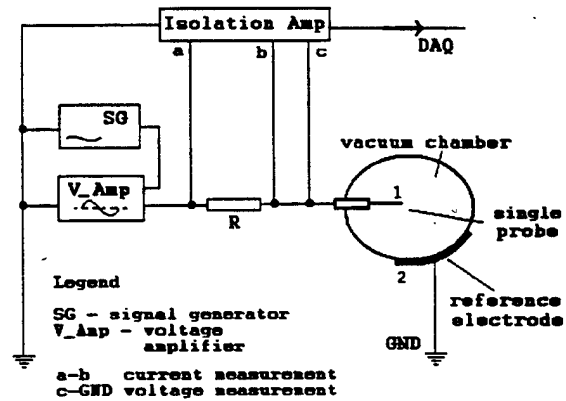 Isolation Amp
a
b
c
DAQ
SG
vacuum chamber
V_Amp
1
R
single
probe
2
Legend
reference
electrode
SG - signal generator
V_Amp - voltage
amplifier
GND
a-b current measurement
c-GND voltage measurement